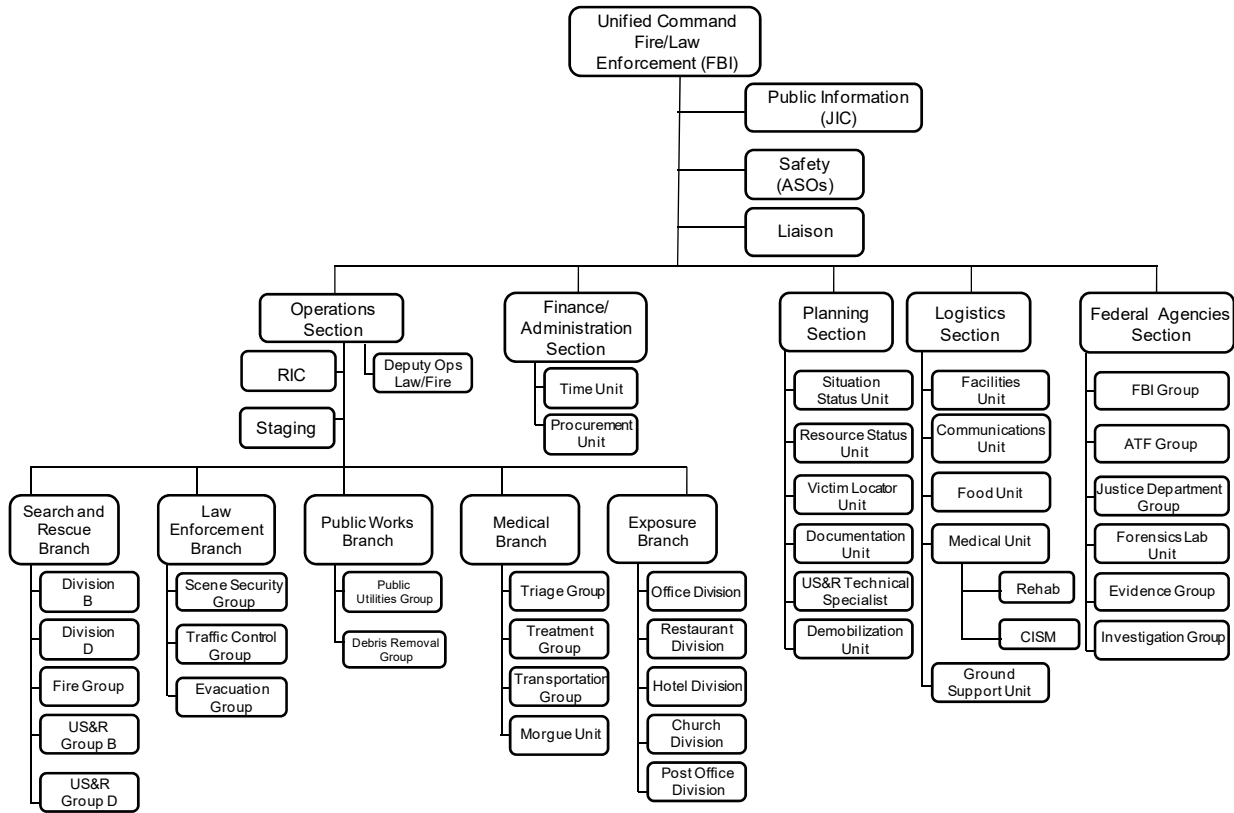 Unified Command
Fire/Law
Enforcement (FBI)
Public Information
(JIC)
Safety
(ASOs)
Liaison
Operations
Section
Finance/
Administration
Section
Planning
Section
Logistics
Section
Federal Agencies
Section
RIC
Deputy Ops
Law/Fire
Staging
Time Unit
Procurement
Unit
Situation
Status Unit
Resource Status
Unit
Victim Locator
Unit
Documentation
Unit
US&R Technical
Specialist
Demobilization
Unit
Facilities
Unit
Communications
Unit
Food Unit
Medical Unit
Rehab
CISM
Ground
Support Unit
FBI Group
ATF Group
Justice Department
Group
Forensics Lab
Unit
Evidence Group
Investigation Group
Search and
Rescue
Branch
Law
Enforcement
Branch
Public Works
Branch
Medical
Branch
Exposure
Branch
Division
B
Division
D
Fire Group
US&R
Group B
US&R
Group D
Scene Security
Group
Traffic Control
Group
Evacuation
Group
Public
Utilities Group
Debris Removal
Group
Triage Group
Treatment
Group
Transportation
Group
Morgue Unit
Office Division
Restaurant
Division
Hotel Division
Church
Division
Post Office
Division